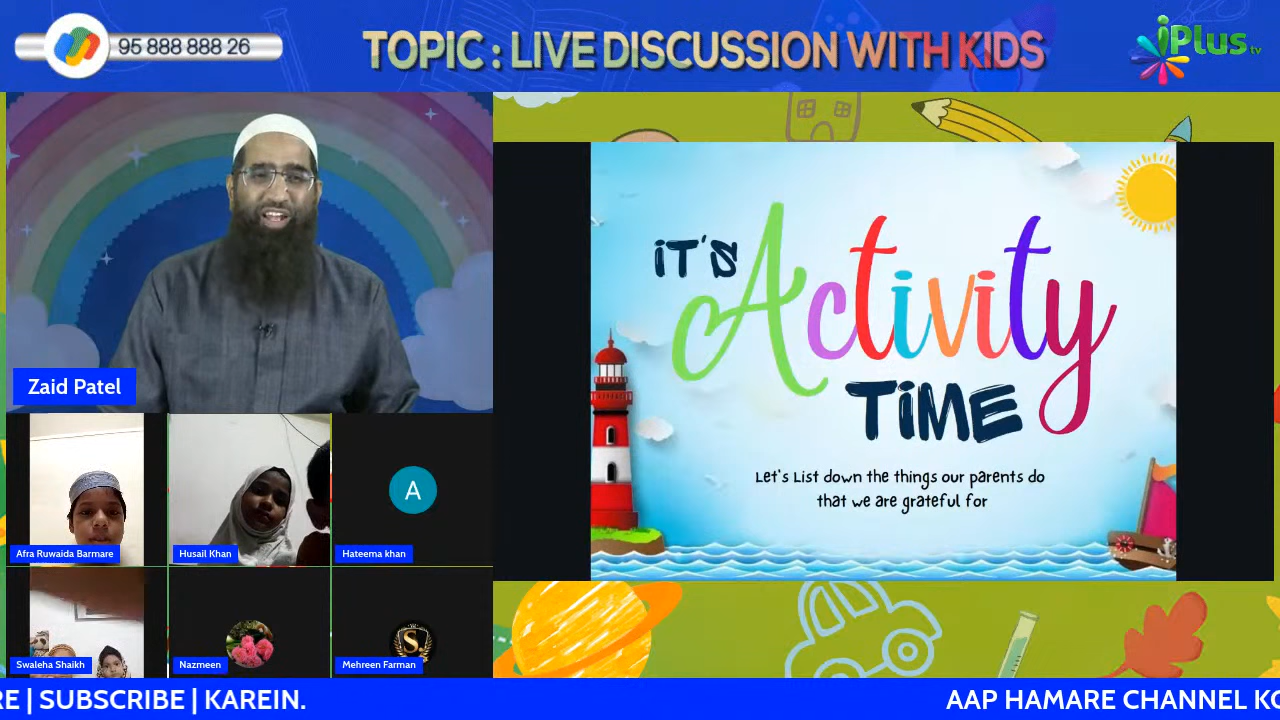 95 888 888 26
TOPIC : LIVE DISCUSSION WITH KIDS
iPlus tv
Zaid Patel
iT'S
Activity
TiME
Let's List down the things our parents do
that we are grateful for
A
Afra Ruwaida Barmare
Husail Khan
Hateema khan
S
Swaleha Shaikh
Nazmeen
Mehreen Farman
RE | SUBSCRIBE | KAREIN.
AAP HAMARE CHANNEL KO